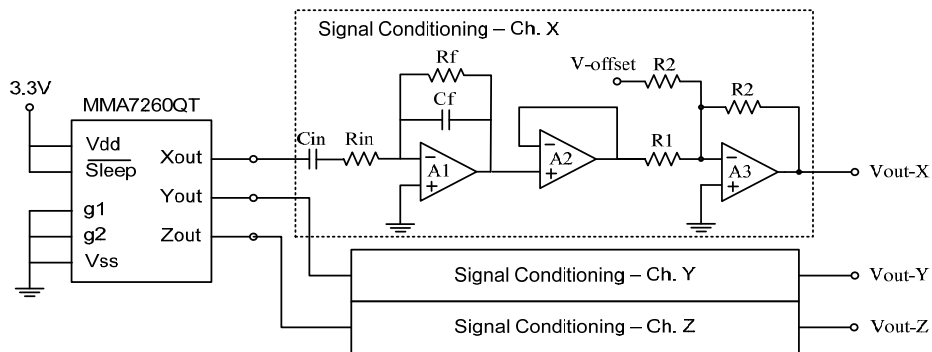 Signal Conditioning – Ch. X
Rf
V-offset
R2
3.3V
MMA7260QT
Cf
R2
Vdd
Sleep
Xout
Cin
Rin
A1
A2
R1
A3
Vout-X
g1
g2
Vss
Yout
Zout
Signal Conditioning – Ch. Y
Vout-Y
Signal Conditioning – Ch. Z
Vout-Z